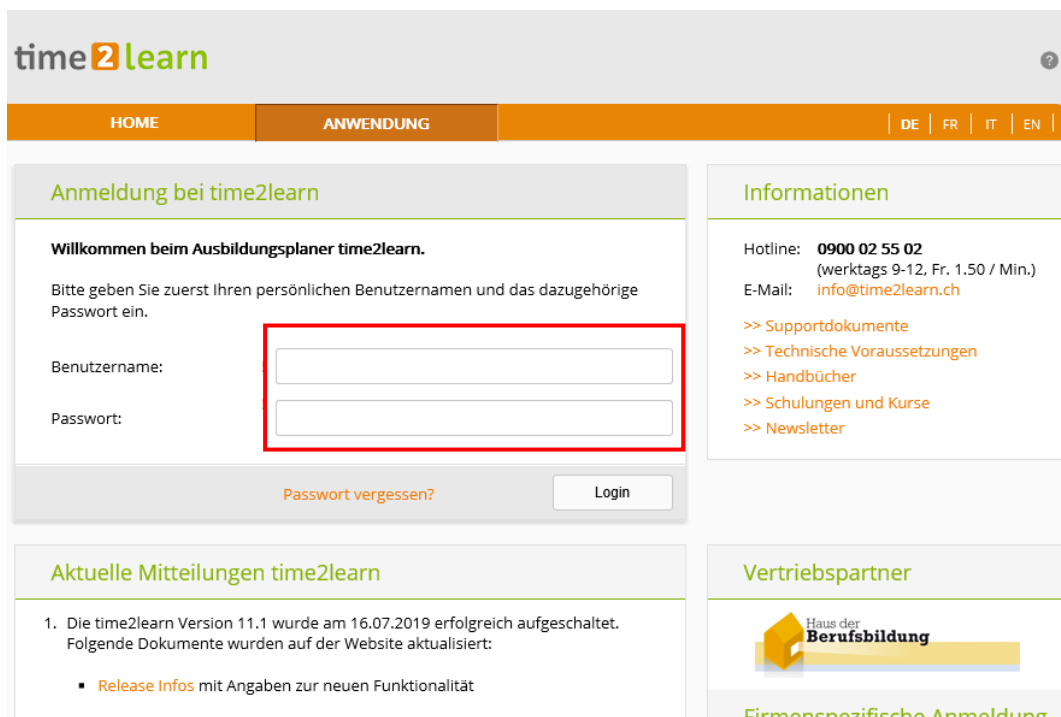 time2learn
?
HOME
ANWENDUNG
DE | FR | IT | EN |
Anmeldung bei time2learn
Willkommen beim Ausbildungsplaner time2learn.
Bitte geben Sie zuerst Ihren persönlichen Benutzernamen und das dazugehörige
Passwort ein.
Benutzername:
Passwort:
Passwort vergessen?
Login
Informationen
Hotline: 0900 02 55 02
(werktags 9-12, Fr. 1.50 / Min.)
E-Mail: info@time2learn.ch
>> Supportdokumente
>> Technische Voraussetzungen
>> Handbücher
>> Schulungen und Kurse
>> Newsletter
Aktuelle Mitteilungen time2learn
1. Die time2learn Version 11.1 wurde am 16.07.2019 erfolgreich aufgeschaltet.
Folgende Dokumente wurden auf der Website aktualisiert:
▪ Release Infos mit Angaben zur neuen Funktionalität
Vertriebspartner
Haus der
Berufsbildung
Firmenspezifische Anmeldung